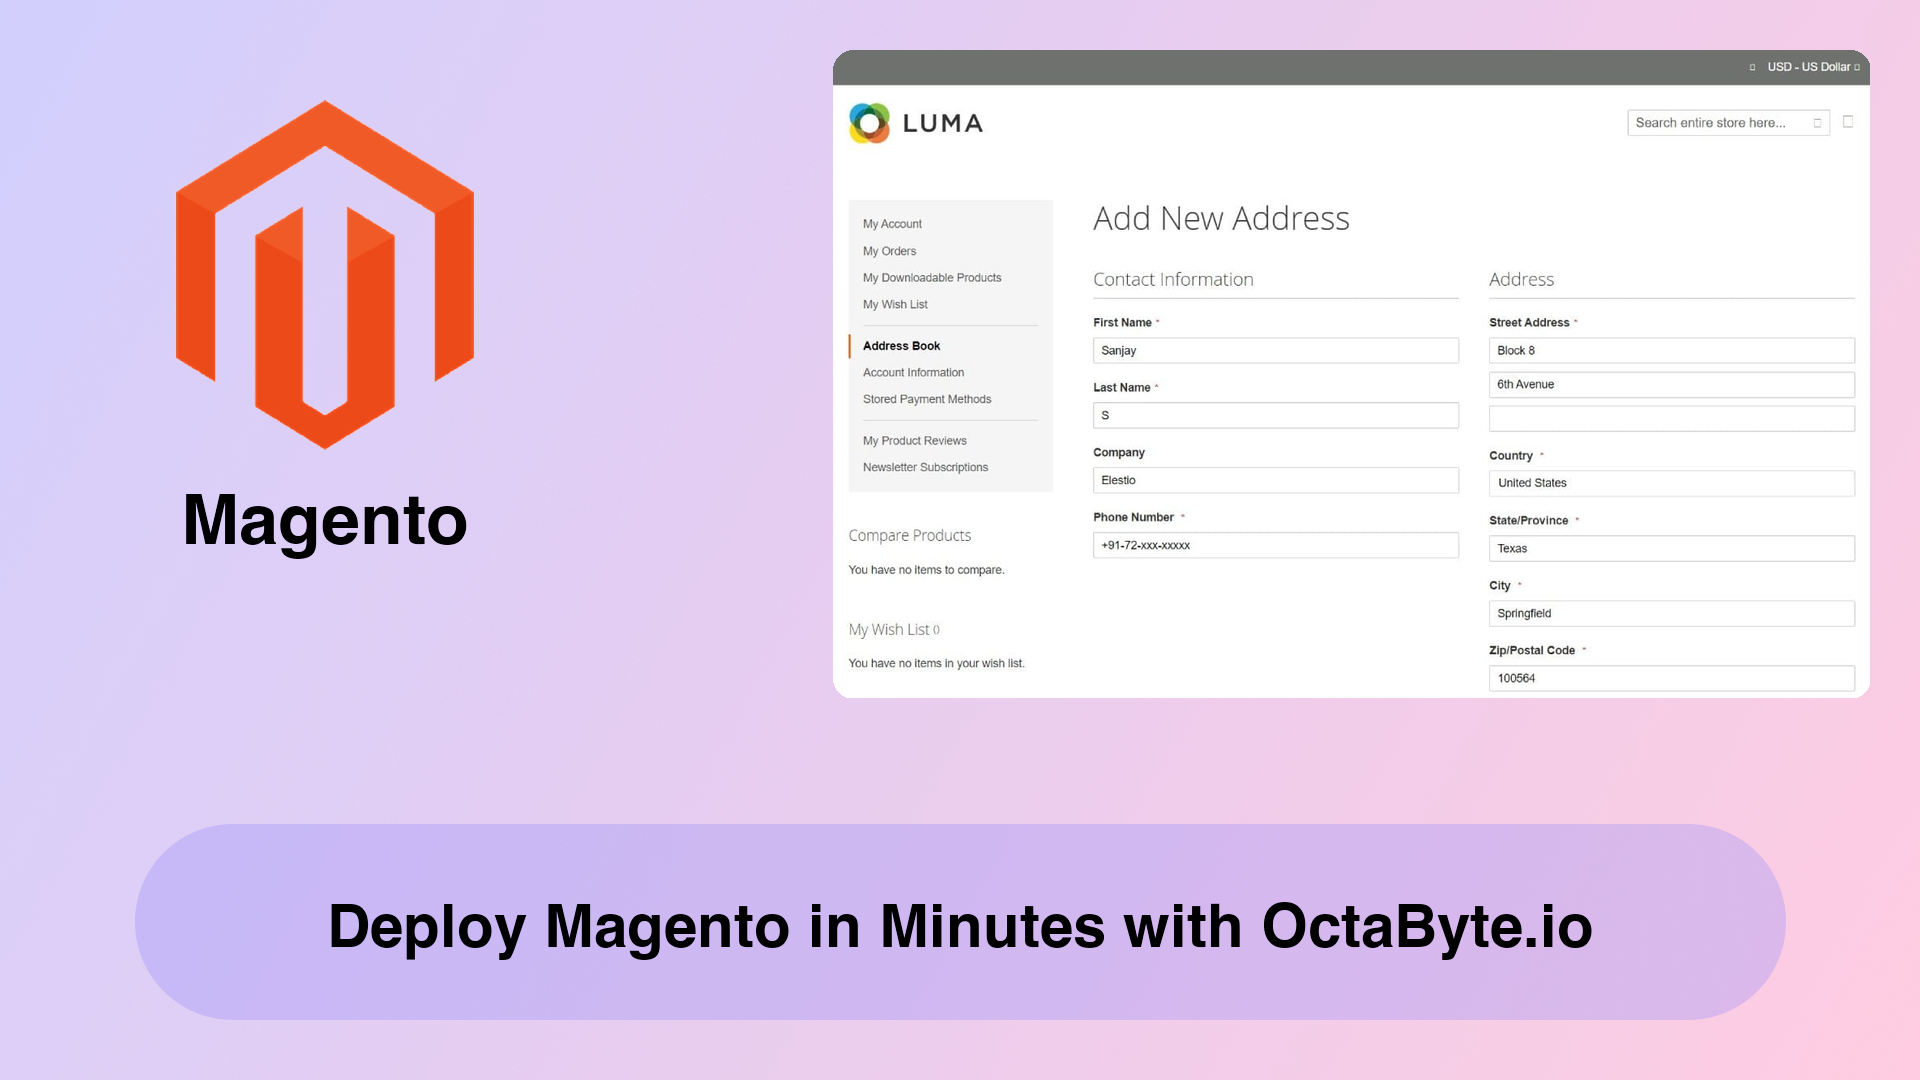 Magento
USD - US Dollar
LUMA
Search entire store here...
My Account
My Orders
My Downloadable Products
My Wish List
Address Book
Account Information
Stored Payment Methods
My Product Reviews
Newsletter Subscriptions
Compare Products
You have no items to compare.
My Wish List ()
You have no items in your wish list.
Add New Address
Contact Information
First Name *
Sanjay
Last Name *
S
Company
Elestio
Phone Number *
+91-72-xxx-xxxxx
Address
Street Address *
Block 8
6th Avenue
Country *
United States
State/Province *
Texas
City *
Springfield
Zip/Postal Code *
100564
Deploy Magento in Minutes with OctaByte.io